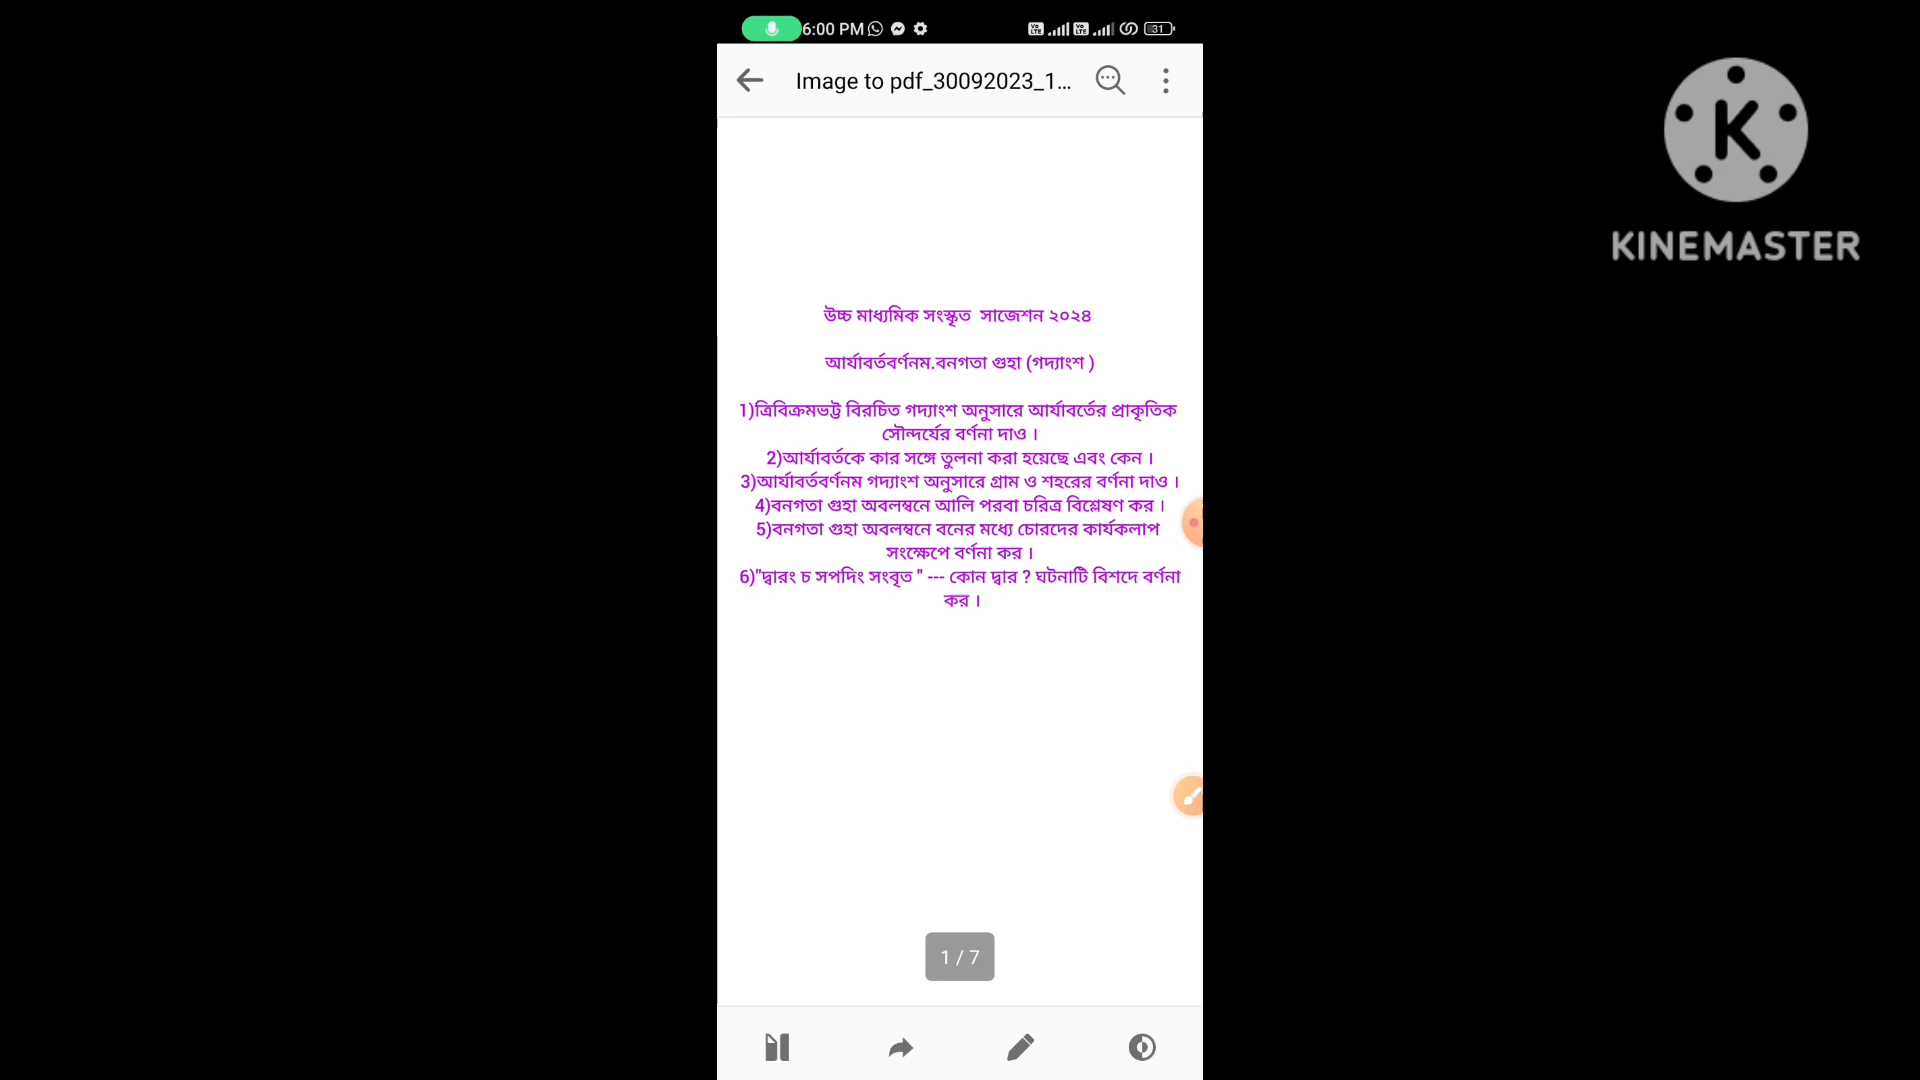 6:00 PM
31
Image to pdf_30092023_1...
KINEMASTER
উচ্চ মাধ্যমিক সংস্কৃত সাজেশন ২০২৪
আর্যাবর্তবর্ণনম.বনগতা গুহা (গদ্যাংশ )
1)ত্রিবিক্রমভট্ট বিরচিত গদ্যাংশ অনুসারে আর্যাবর্তের প্রাকৃতিক
সৌন্দর্যের বর্ণনা দাও ।
2)আর্যাবর্তকে কার সঙ্গে তুলনা করা হয়েছে এবং কেন ।
3)আর্যাবর্তবর্ণনম গদ্যাংশ অনুসারে গ্রাম ও শহরের বর্ণনা দাও ।
4)বনগতা গুহা অবলম্বনে আলি পরবা চরিত্র বিশ্লেষণ কর ।
5)বনগতা গুহা অবলম্বনে বনের মধ্যে চোরদের কার্যকলাপ
সংক্ষেপে বর্ণনা কর ।
6)"দ্বারং চ সপদিং সংবৃত " --- কোন দ্বার ? ঘটনাটি বিশদে বর্ণনা
কর ।
1 / 7